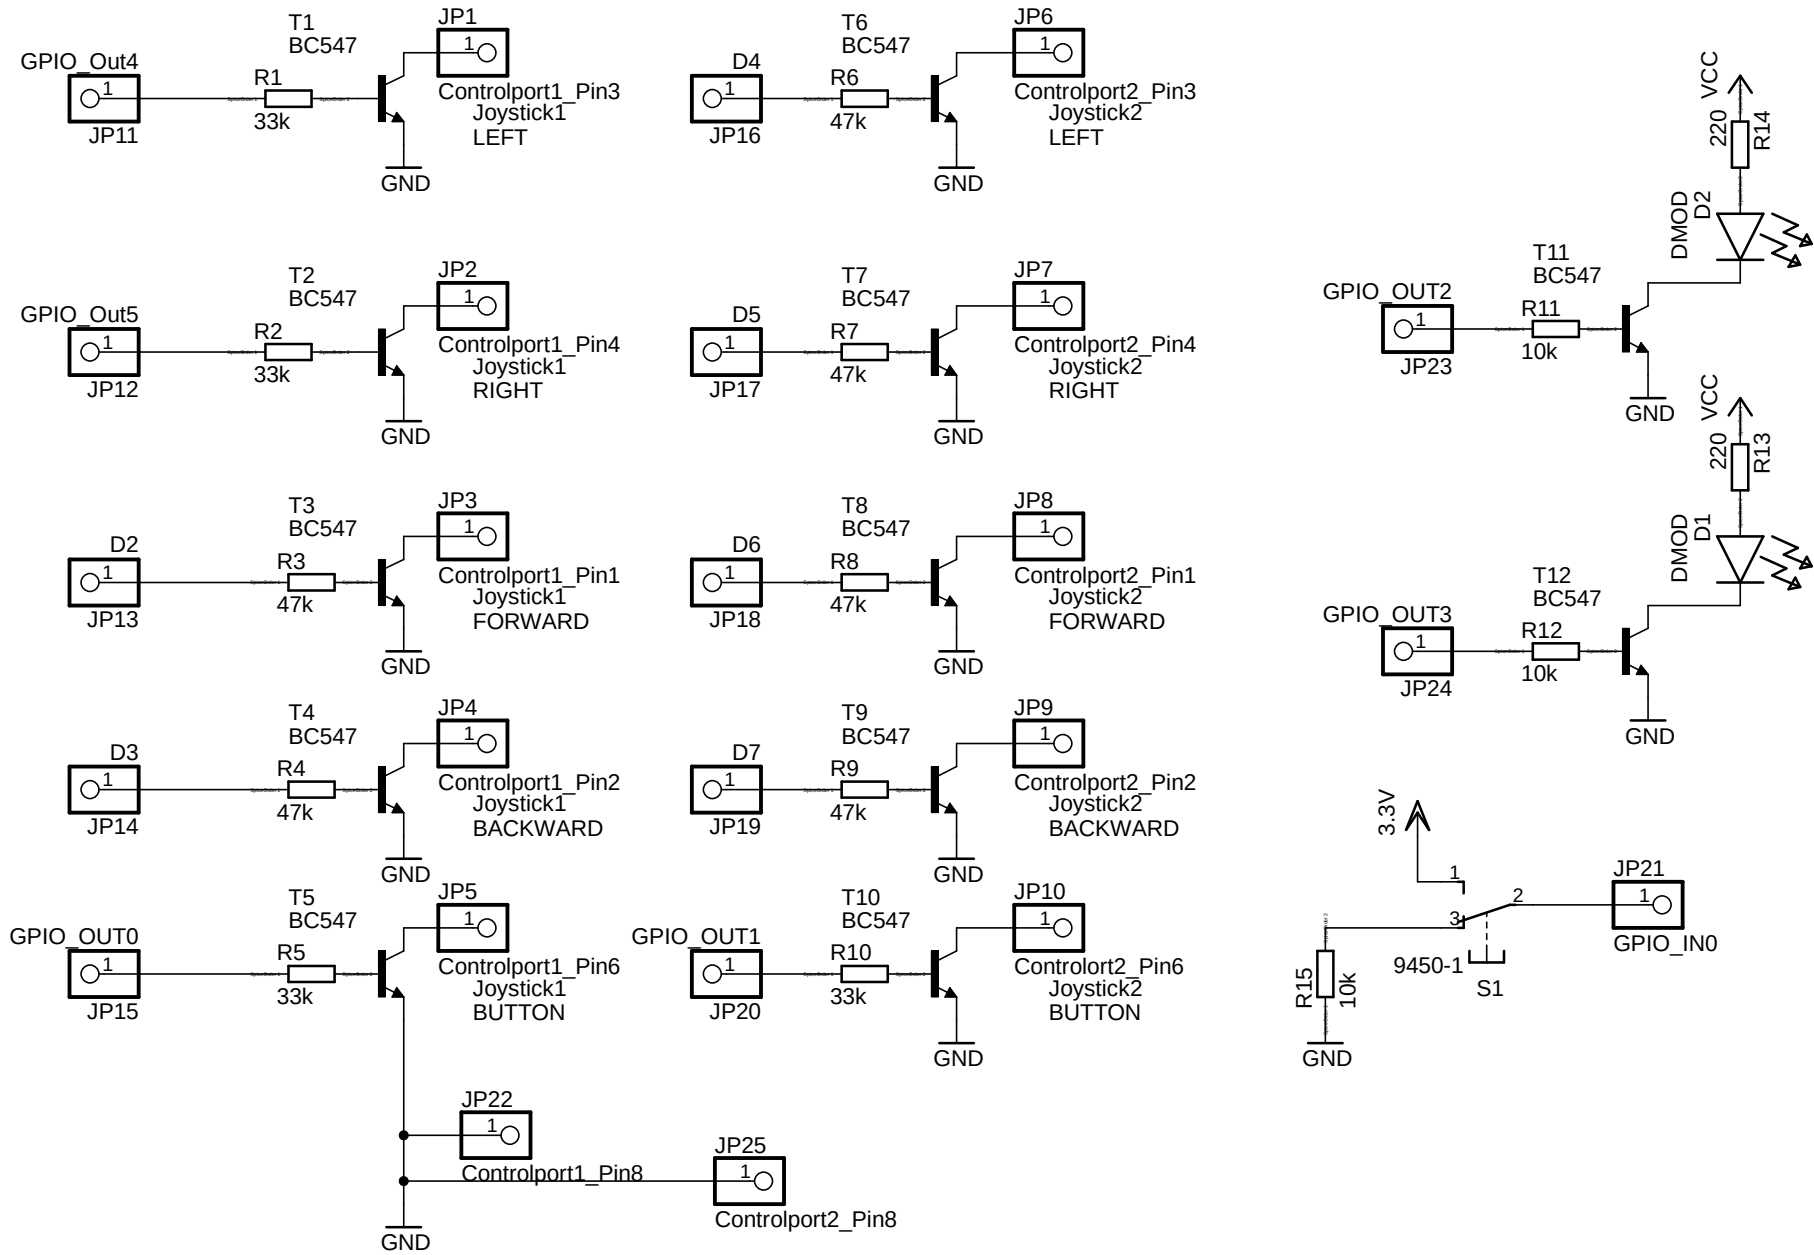 T1
BC547
JP1
1
GPIO_Out4
1
JP11
R1
33k
Controlport1_Pin3
Joystick1
LEFT
GND
T6
BC547
JP6
1
D4
1
JP16
R6
47k
Controlport2_Pin3
Joystick2
LEFT
GND
T2
BC547
JP2
1
GPIO_Out5
1
JP12
R2
33k
Controlport1_Pin4
Joystick1
RIGHT
GND
T7
BC547
JP7
1
D5
1
JP17
R7
47k
Controlport2_Pin4
Joystick2
RIGHT
GND
T3
BC547
JP3
1
D2
1
JP13
R3
47k
Controlport1_Pin1
Joystick1
FORWARD
GND
T8
BC547
JP8
1
D6
1
JP18
R8
47k
Controlport2_Pin1
Joystick2
FORWARD
GND
T4
BC547
JP4
1
D3
1
JP14
R4
47k
Controlport1_Pin2
Joystick1
BACKWARD
GND
T9
BC547
JP9
1
D7
1
JP19
R9
47k
Controlport2_Pin2
Joystick2
BACKWARD
GND
T5
BC547
JP5
1
GPIO_OUT0
1
JP15
R5
33k
Controlport1_Pin6
Joystick1
BUTTON
T10
BC547
JP10
1
GPIO_OUT1
1
JP20
R10
33k
Controlort2_Pin6
Joystick2
BUTTON
GND
JP22
1
Controlport1_Pin8
JP25
1
Controlport2_Pin8
GND
VCC
220
R14
DMOD
D2
T11
BC547
GPIO_OUT2
1
JP23
R11
10k
GND
VCC
220
R13
DMOD
D1
T12
BC547
GPIO_OUT3
1
JP24
R12
10k
GND
3.3V
1
2
3
JP21
1
GPIO_IN0
9450-1
S1
R15
10k
GND